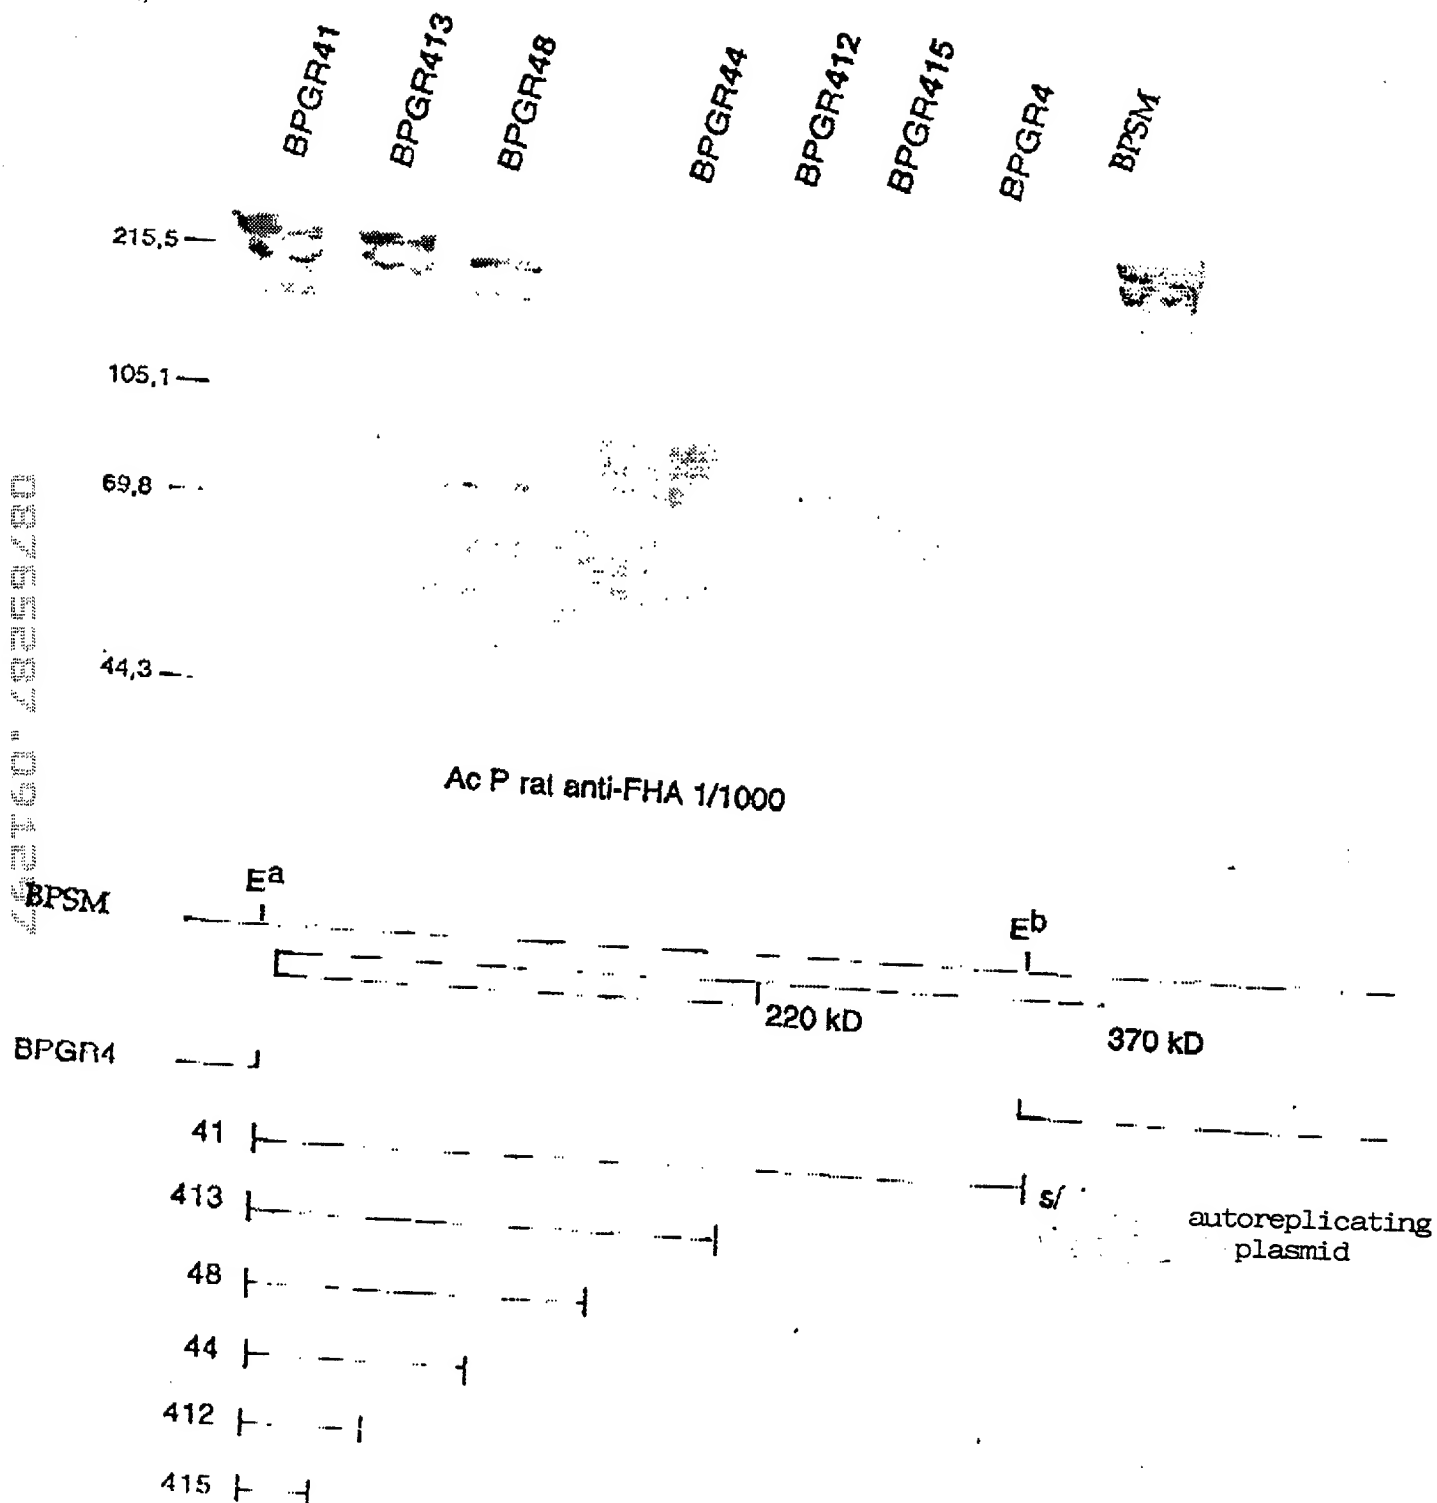 BPGR41
BPGR413
BPGR48
BPGR44
BPGR412
BPGR415
BPGR4
BPSM
215,5
105,1
69,8
44,3
Ac P rat anti-FHA 1/1000
08765287.091297
BPSM
Ea
Eb
220 kD
370 kD
BPGR4
41
s/
413
autoreplicating
plasmid
48
44
412
415